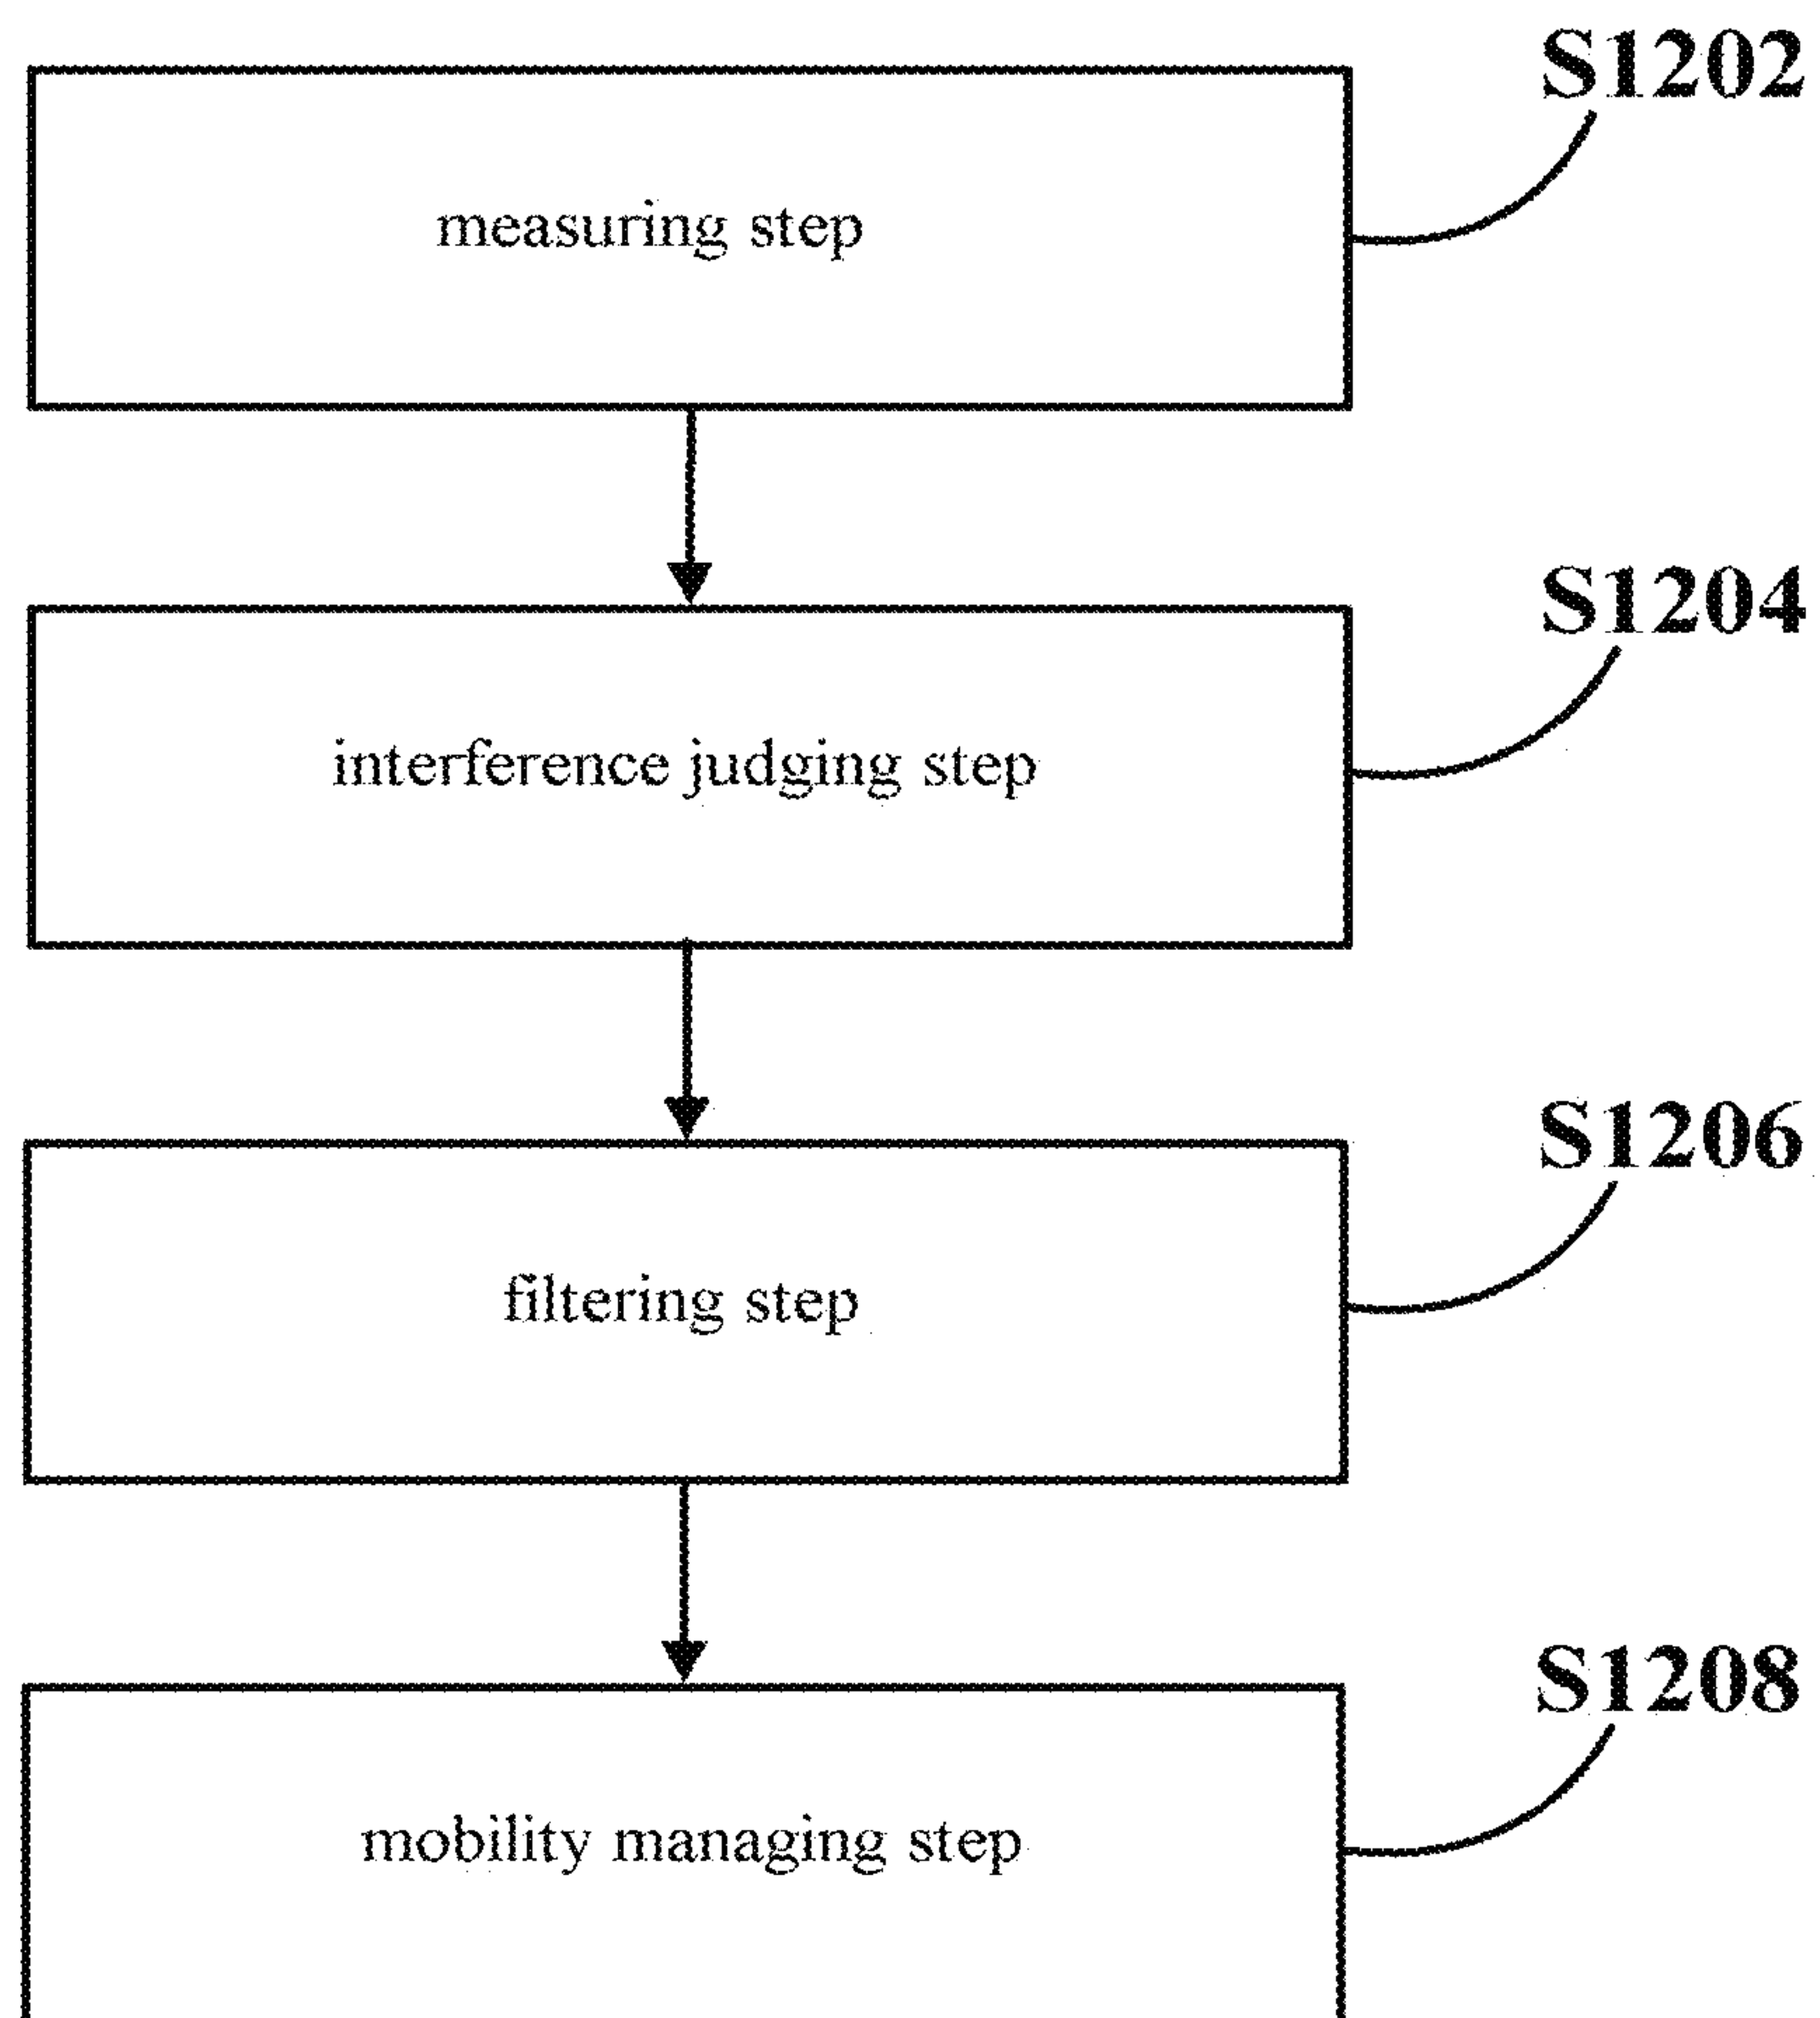 S1202
measuring step
S1204
interference judging step
S1206
filtering step
S1208
mobility managing step